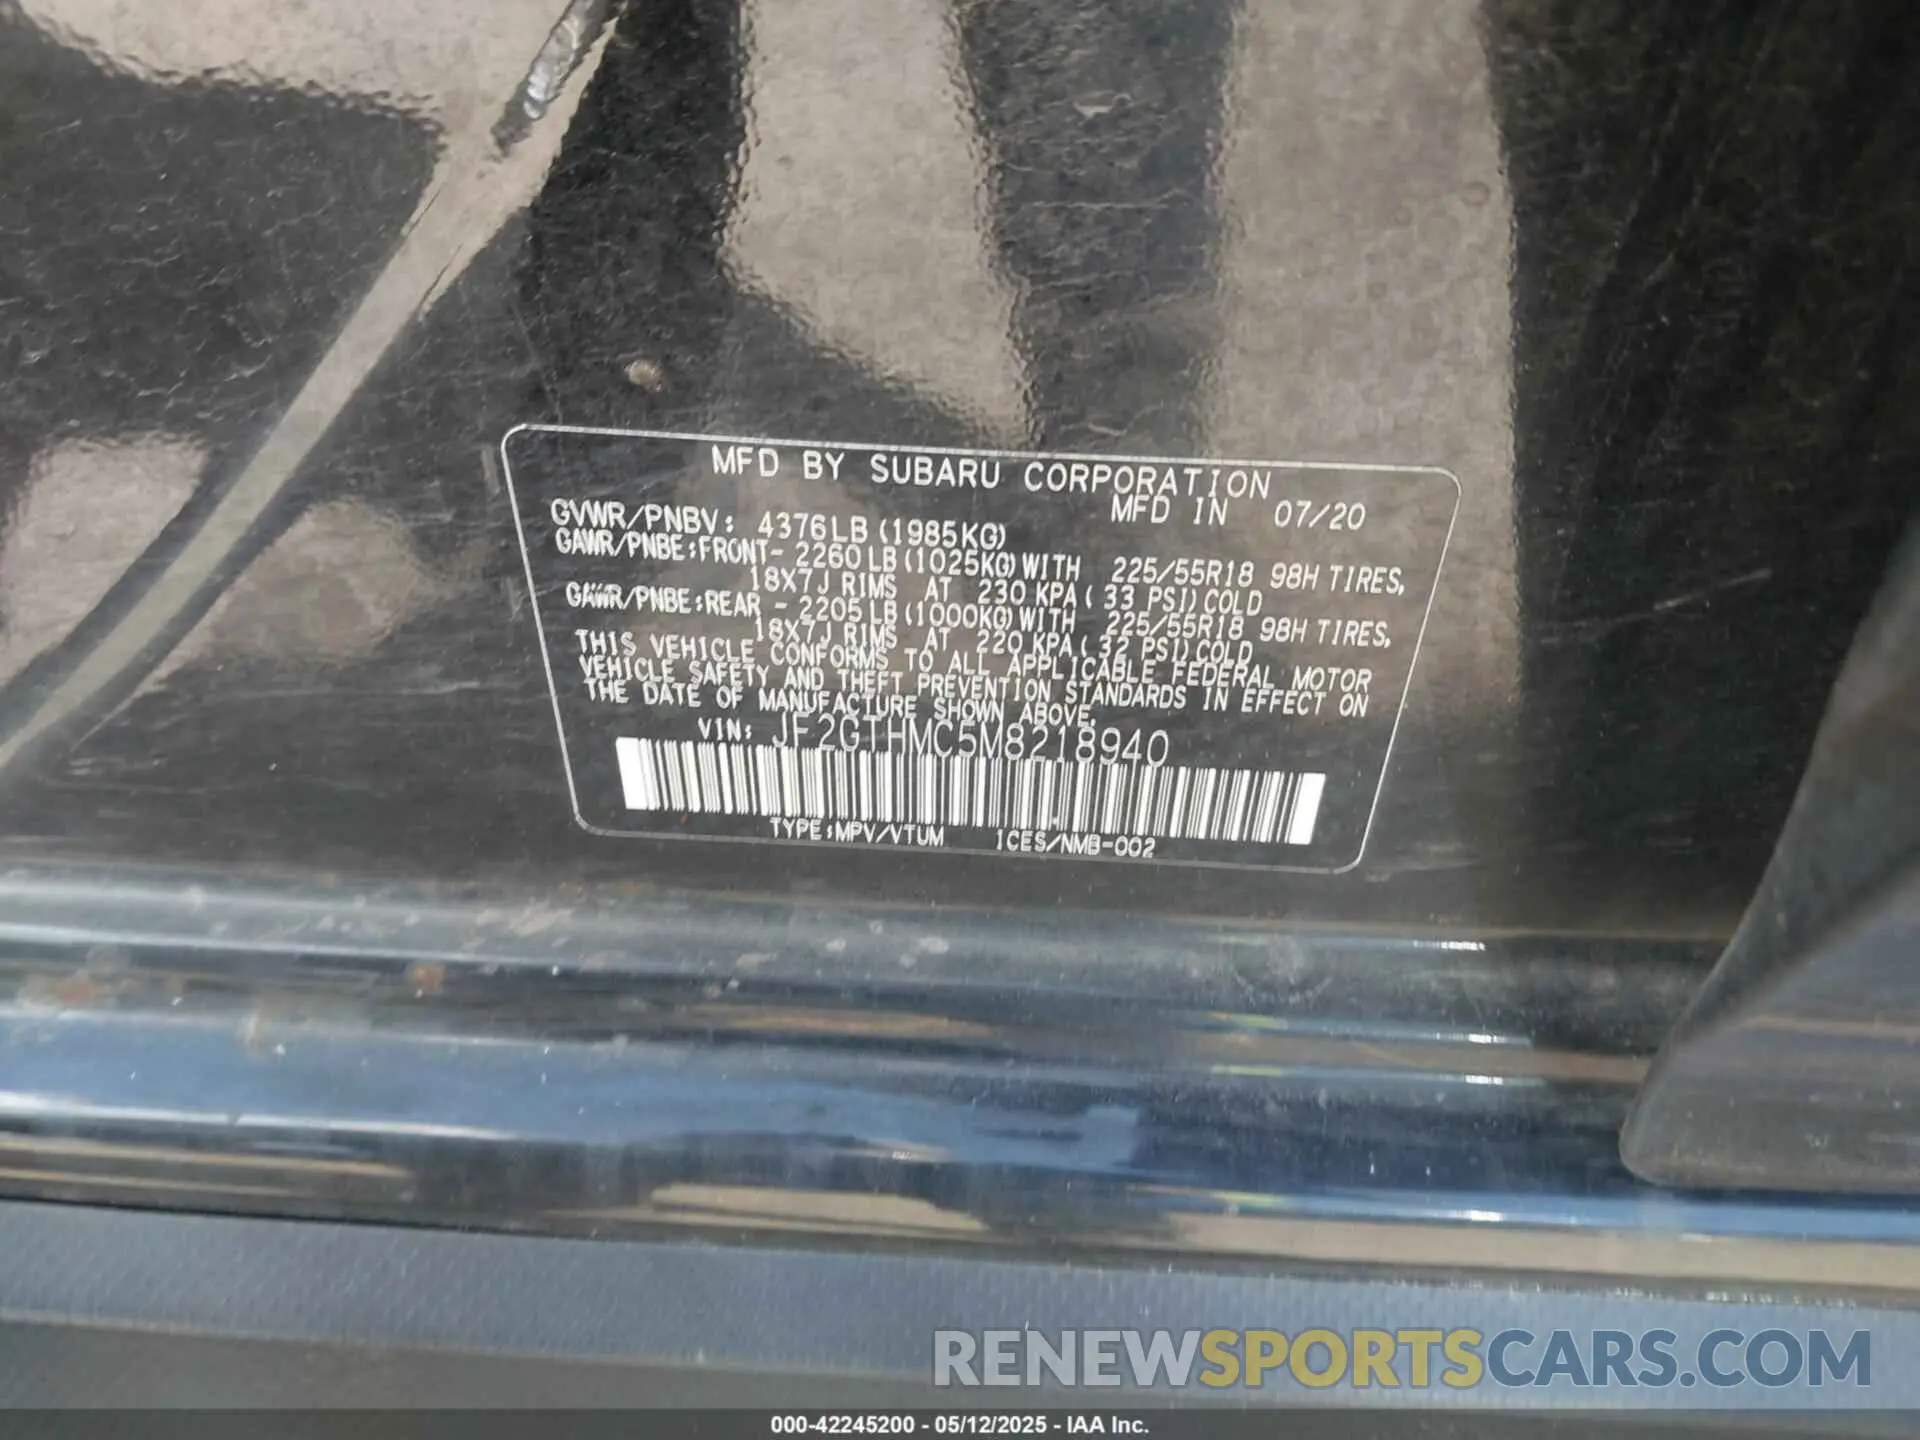 MFD BY SUBARU CORPORATION
MFD IN 07/20
GVWR/PNBV: 4376LB (1985KG)
GAWR/PNBE:FRONT- 2260 LB (1025KG) WITH 225/55R18 98H TIRES,
18X7J RIMS AT 230 KPA ( 33 PSI) COLD
GAWR/PNBE:REAR - 2205 LB (1000KG) WITH 225/55R18 98H TIRES,
18X7J RIMS AT 220 KPA ( 32 PSI) COLD
THIS VEHICLE CONFORMS TO ALL APPLICABLE FEDERAL MOTOR
VEHICLE SAFETY AND THEFT PREVENTION STANDARDS IN EFFECT ON
THE DATE OF MANUFACTURE SHOWN ABOVE.
VIN: JF2GTHMC5M8218940
TYPE:MPV/VTUM ICES/NMB-002
RENEWSPORTSCARS.COM
000-42245200 - 05/12/2025 - IAA Inc.